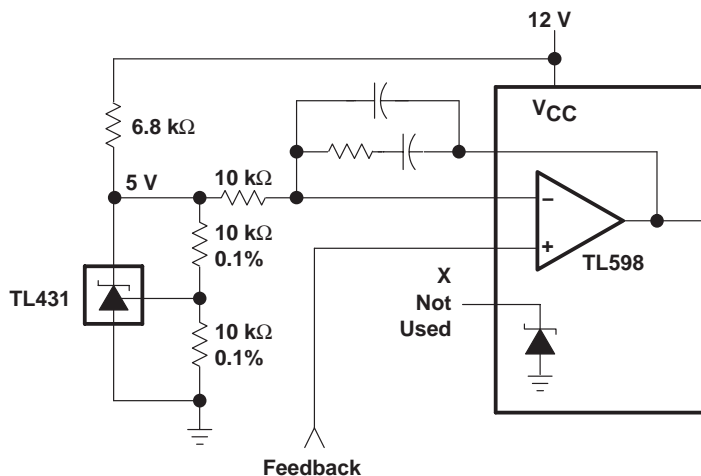 12 V
VCC
6.8 kΩ
5 V
10 kΩ
10 kΩ
0.1%
TL431
10 kΩ
0.1%
−
+
TL598
X
Not
Used
Feedback